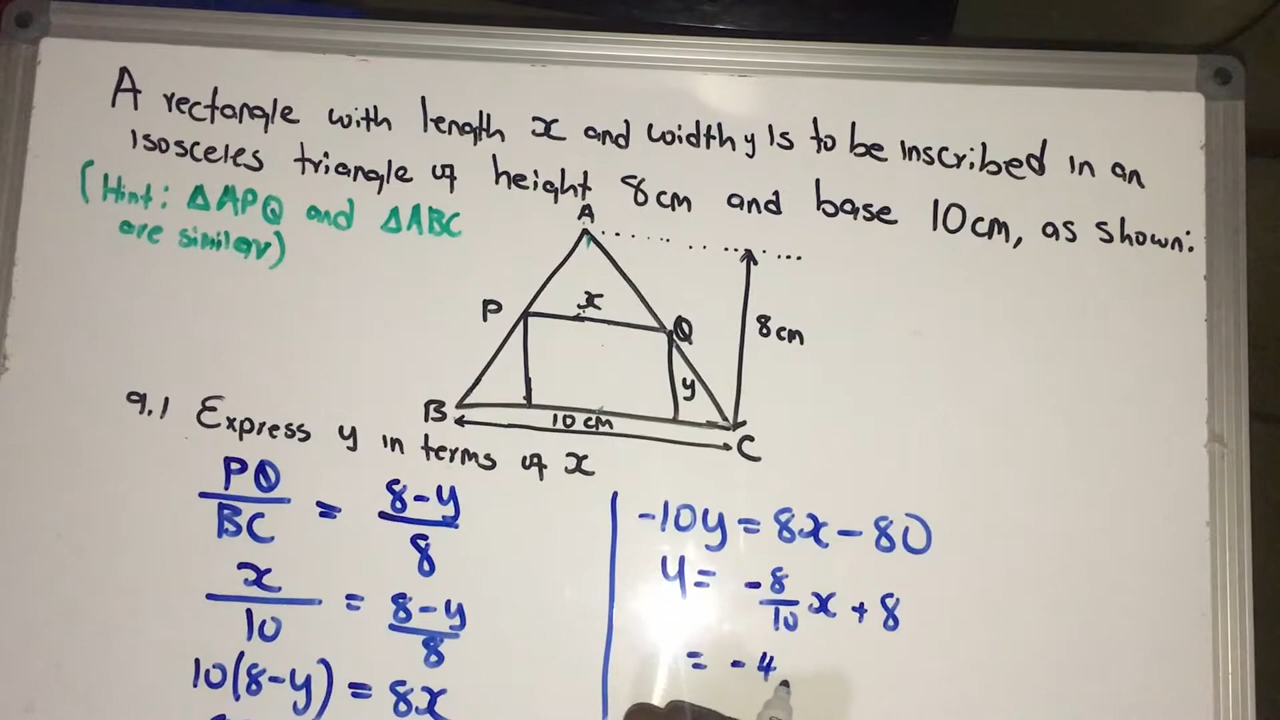 A rectangle with length x and width y is to be inscribed in an
isosceles triangle of height 8cm and base 10cm, as shown:
(Hint: ΔAPQ and ΔABC
are similar)
A
P
x
Q
8cm
y
B
10cm
C
9.1 Express y in terms of x
PQ/BC = 8-y/8
x/10 = 8-y/8
10(8-y) = 8x
-10y = 8x - 80
y = -8/10 x + 8
= -4